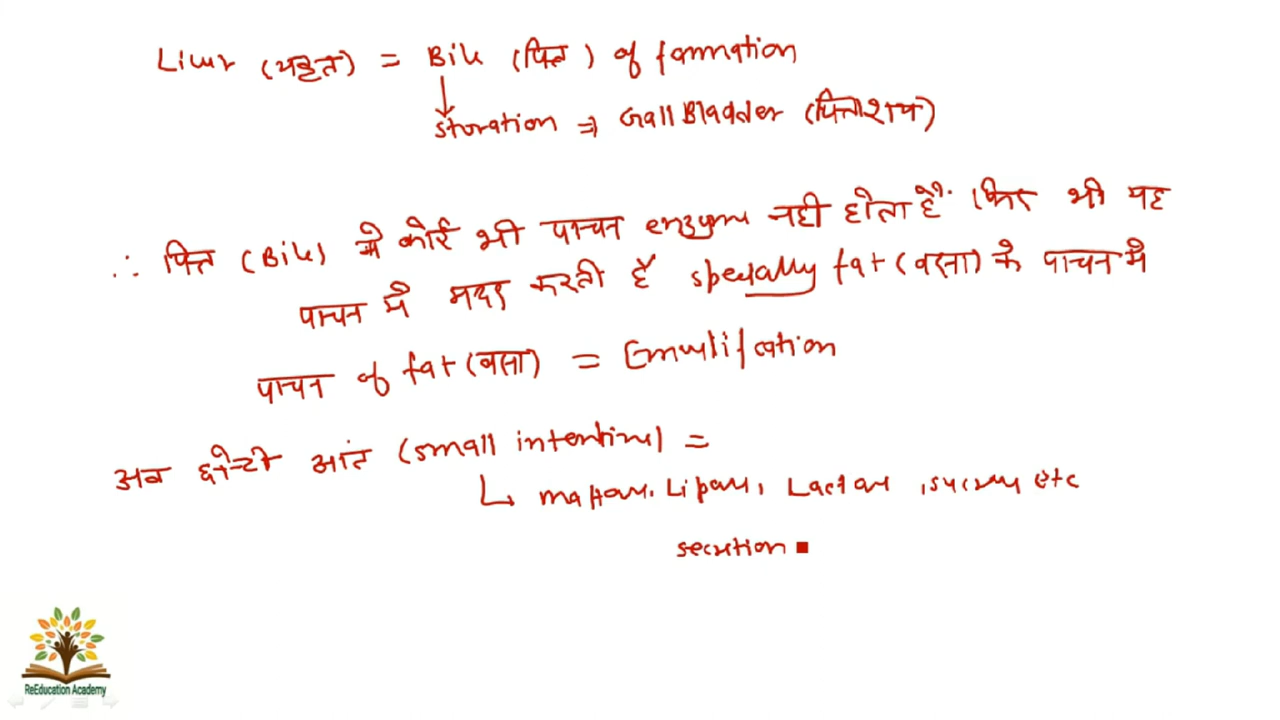 Liver (यकृत) = Bile (पित्त) of formation
storation ⇒ Gall Bladder (पित्ताशय)
∴ पित्त (Bile) मे कोई भी पाचन enzyme नही होता हैं. फिर भी यह
पाचन मे मदद करती हैं specially fat (वसा) के पाचन मे
पाचन of fat (वसा) = Emulification
अब छोटी आंत (small intentine) =
↳ maltase, Lipase, Lactase, sucrase etc
secretion
ReEducation Academy